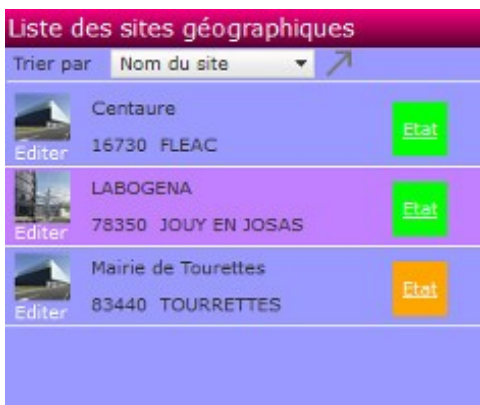 Liste des sites géographiques
Trier par Nom du site
Centaure
Etat
Editer 16730 FLEAC
LABOGENA
Etat
Editer 78350 JOUY EN JOSAS
Mairie de Tourettes
Etat
Editer 83440 TOURRETTES